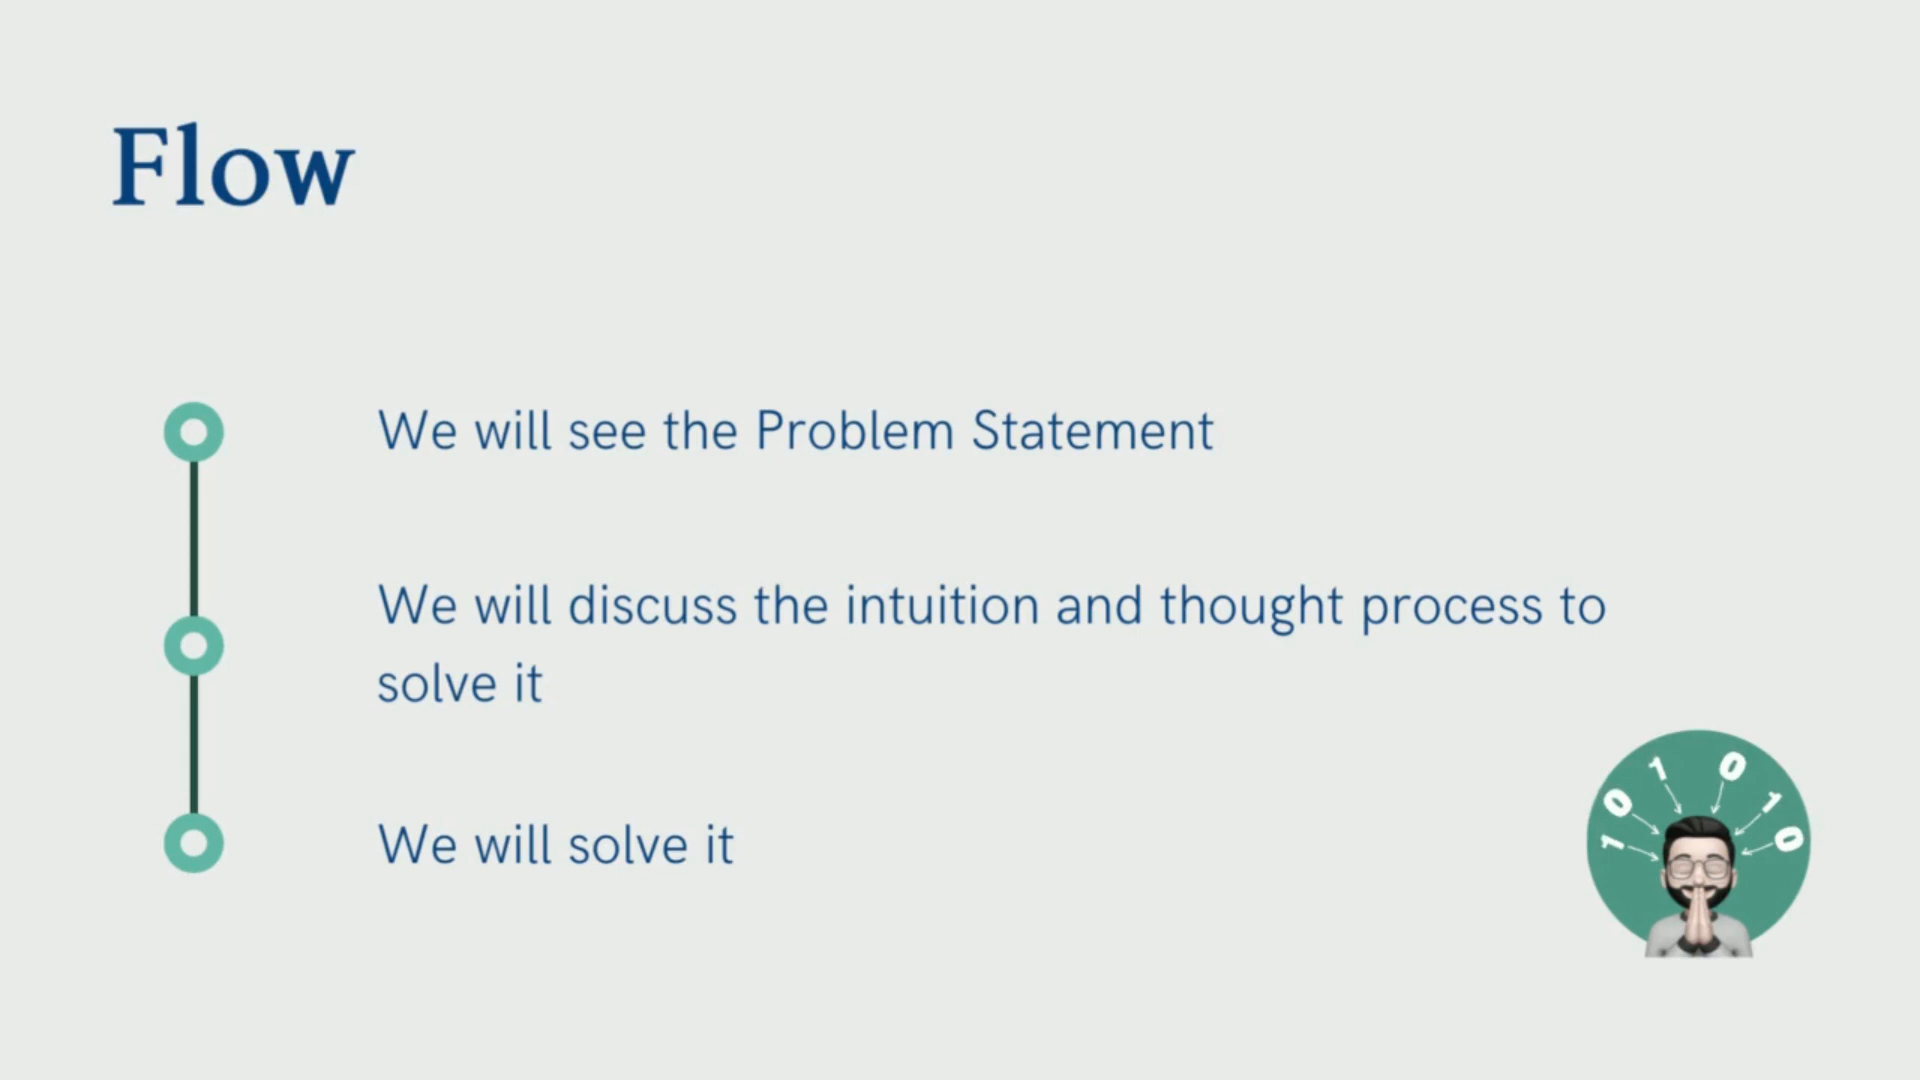 Flow
We will see the Problem Statement
We will discuss the intuition and thought process to
solve it
We will solve it
1 0 1 0 1 0